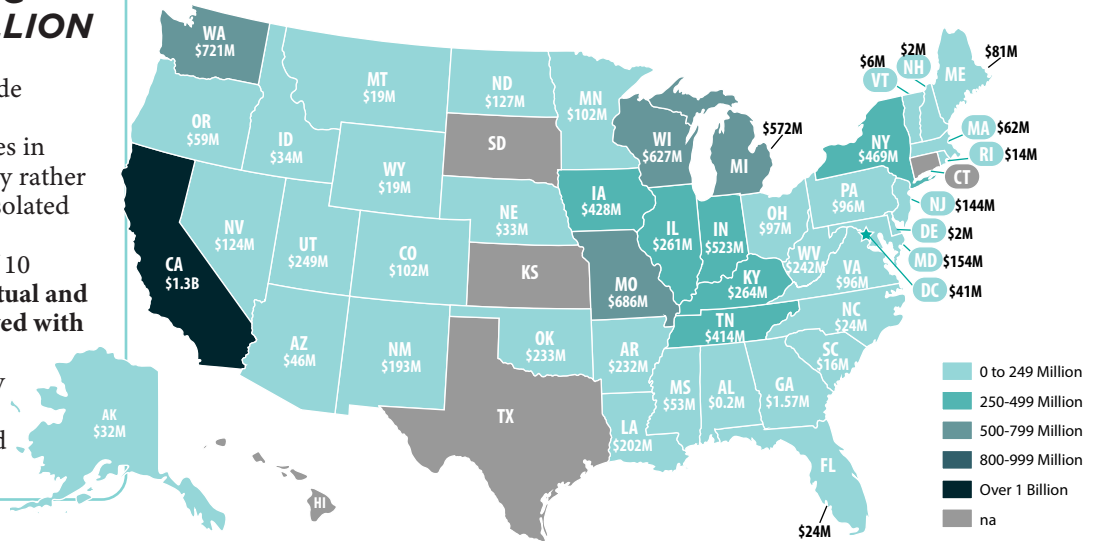 LLION
de
es in
y rather
solated
10
tual and
ved with
y
d
WA
$721M
OR
$59M
CA
$1.3B
ID
$34M
NV
$124M
MT
$19M
WY
$19M
UT
$249M
CO
$102M
AZ
$46M
NM
$193M
ND
$127M
SD
NE
$33M
KS
OK
$233M
TX
MN
$102M
IA
$428M
MO
$686M
AR
$232M
LA
$202M
WI
$627M
IL
$261M
MI
$572M
IN
$523M
OH
$97M
KY
$264M
TN
$414M
MS
$53M
AL
$0.2M
GA
$1.57M
FL
$24M
SC
$16M
NC
$24M
VA
$96M
WV
$242M
PA
$96M
NY
$469M
VT
$6M
NH
$2M
ME
$81M
MA $62M
RI $14M
CT
NJ $144M
DE $2M
MD $154M
DC $41M
AK
$32M
HI
0 to 249 Million
250-499 Million
500-799 Million
800-999 Million
Over 1 Billion
na